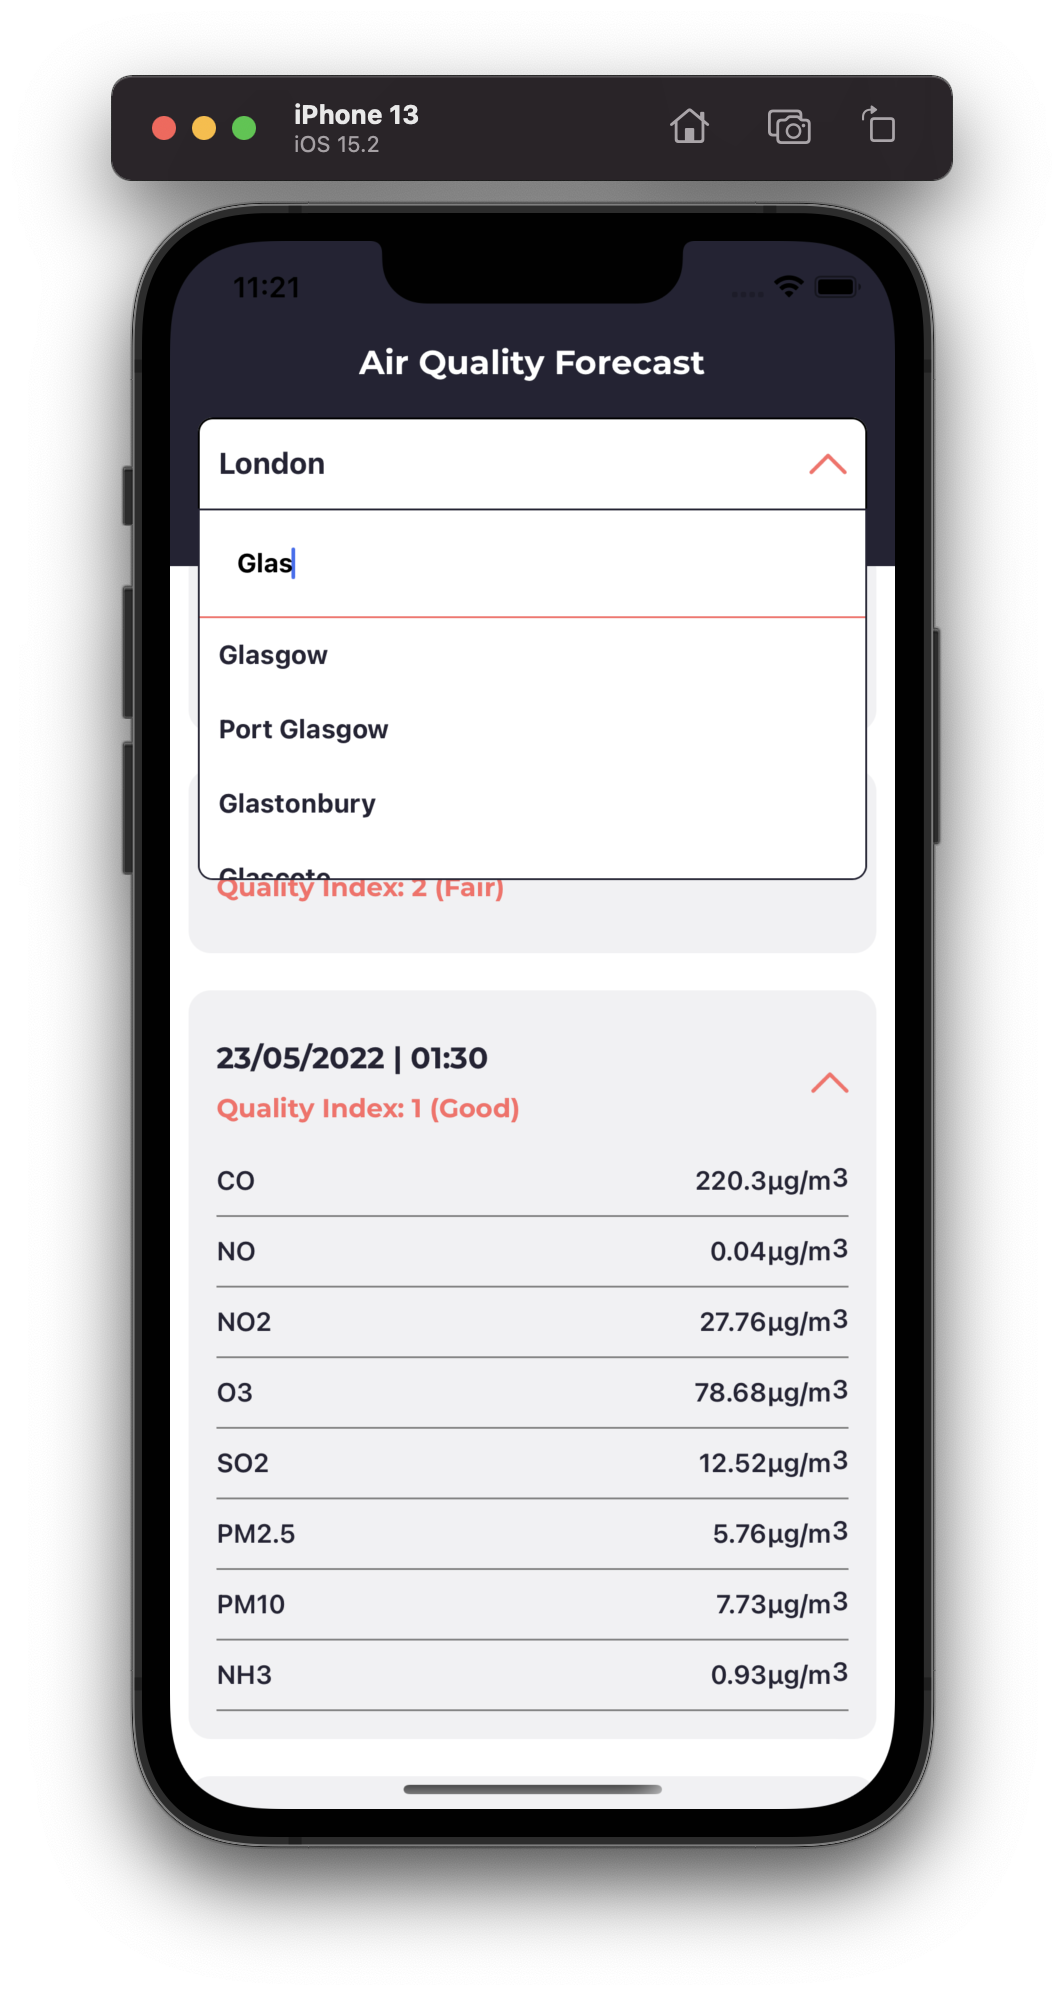 iPhone 13
iOS 15.2
11:21
Air Quality Forecast
London
Glas
Glasgow
Port Glasgow
Glastonbury
Glascote
Quality Index: 2 (Fair)
23/05/2022 | 01:30
Quality Index: 1 (Good)
CO 220.3µg/m3
NO 0.04µg/m3
NO2 27.76µg/m3
O3 78.68µg/m3
SO2 12.52µg/m3
PM2.5 5.76µg/m3
PM10 7.73µg/m3
NH3 0.93µg/m3